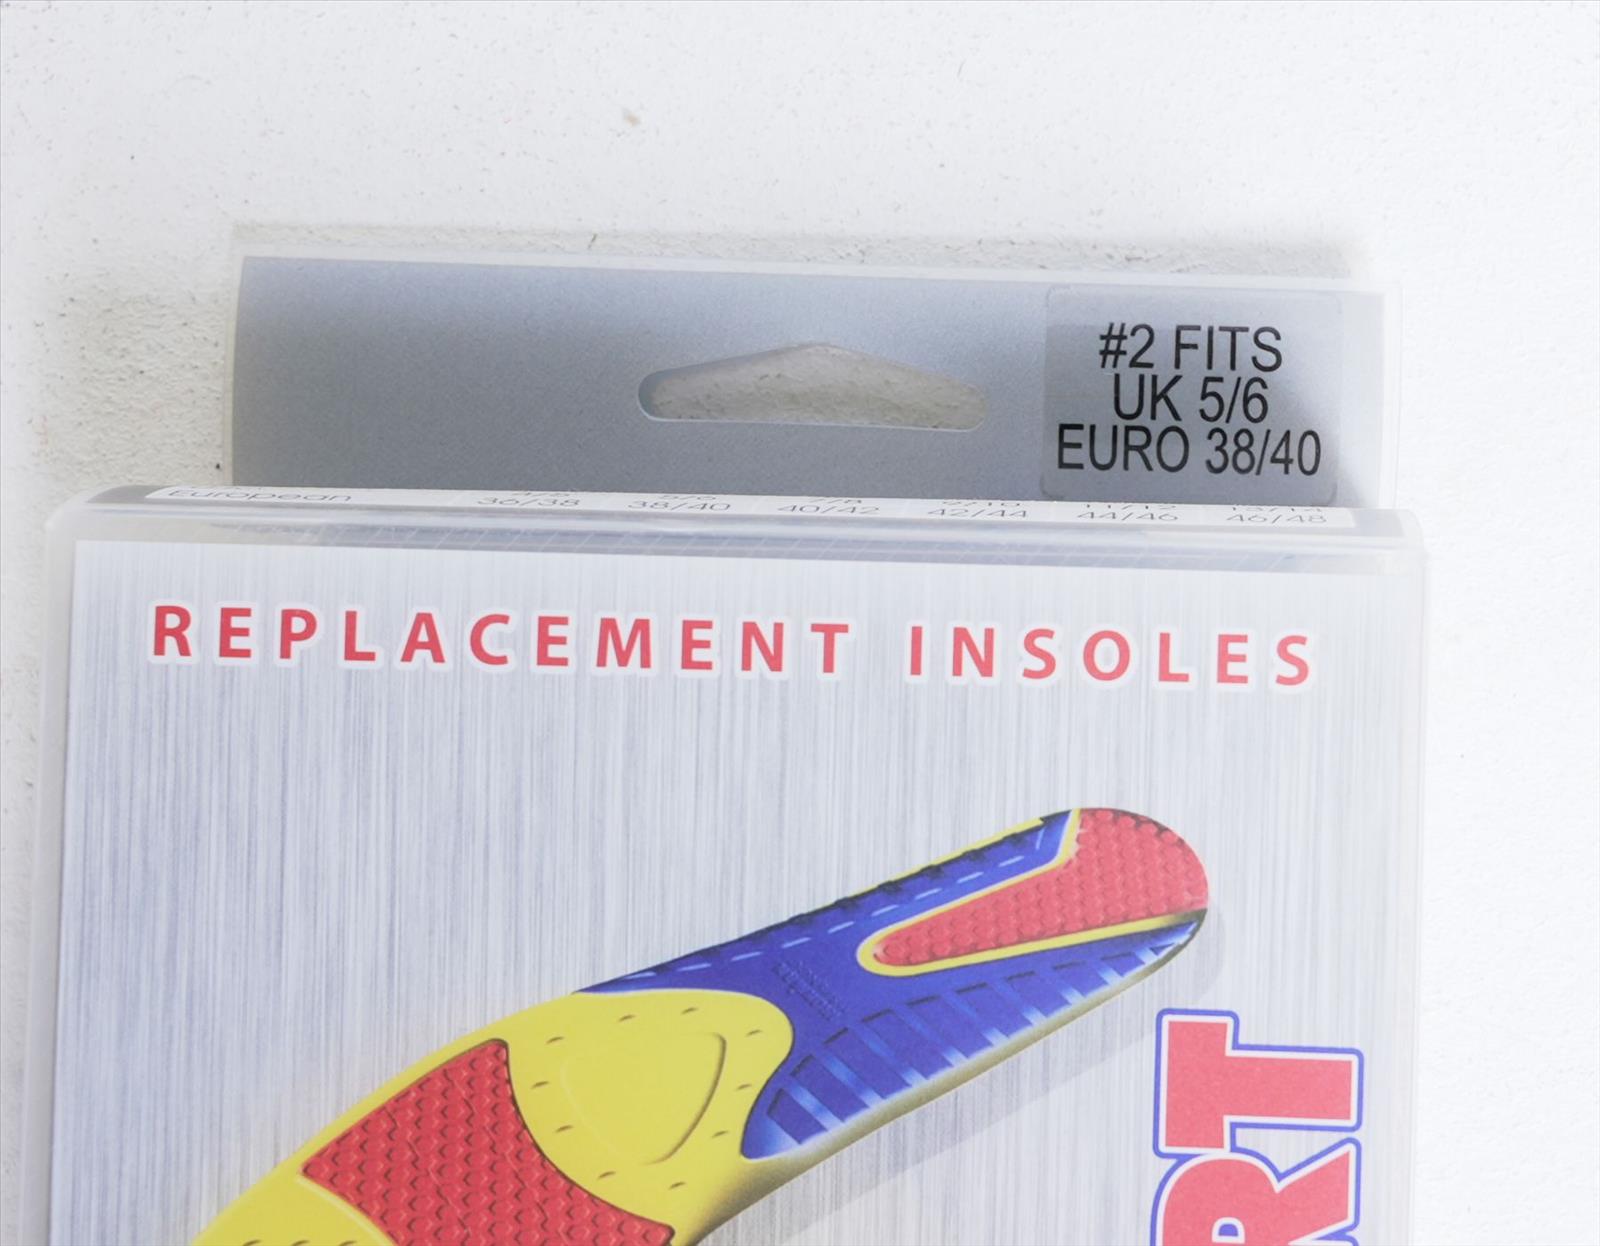 #2 FITS
UK 5/6
EURO 38/40
European 36/38 38/40 40/42 42/44 44/46 46/48
REPLACEMENT INSOLES
RT